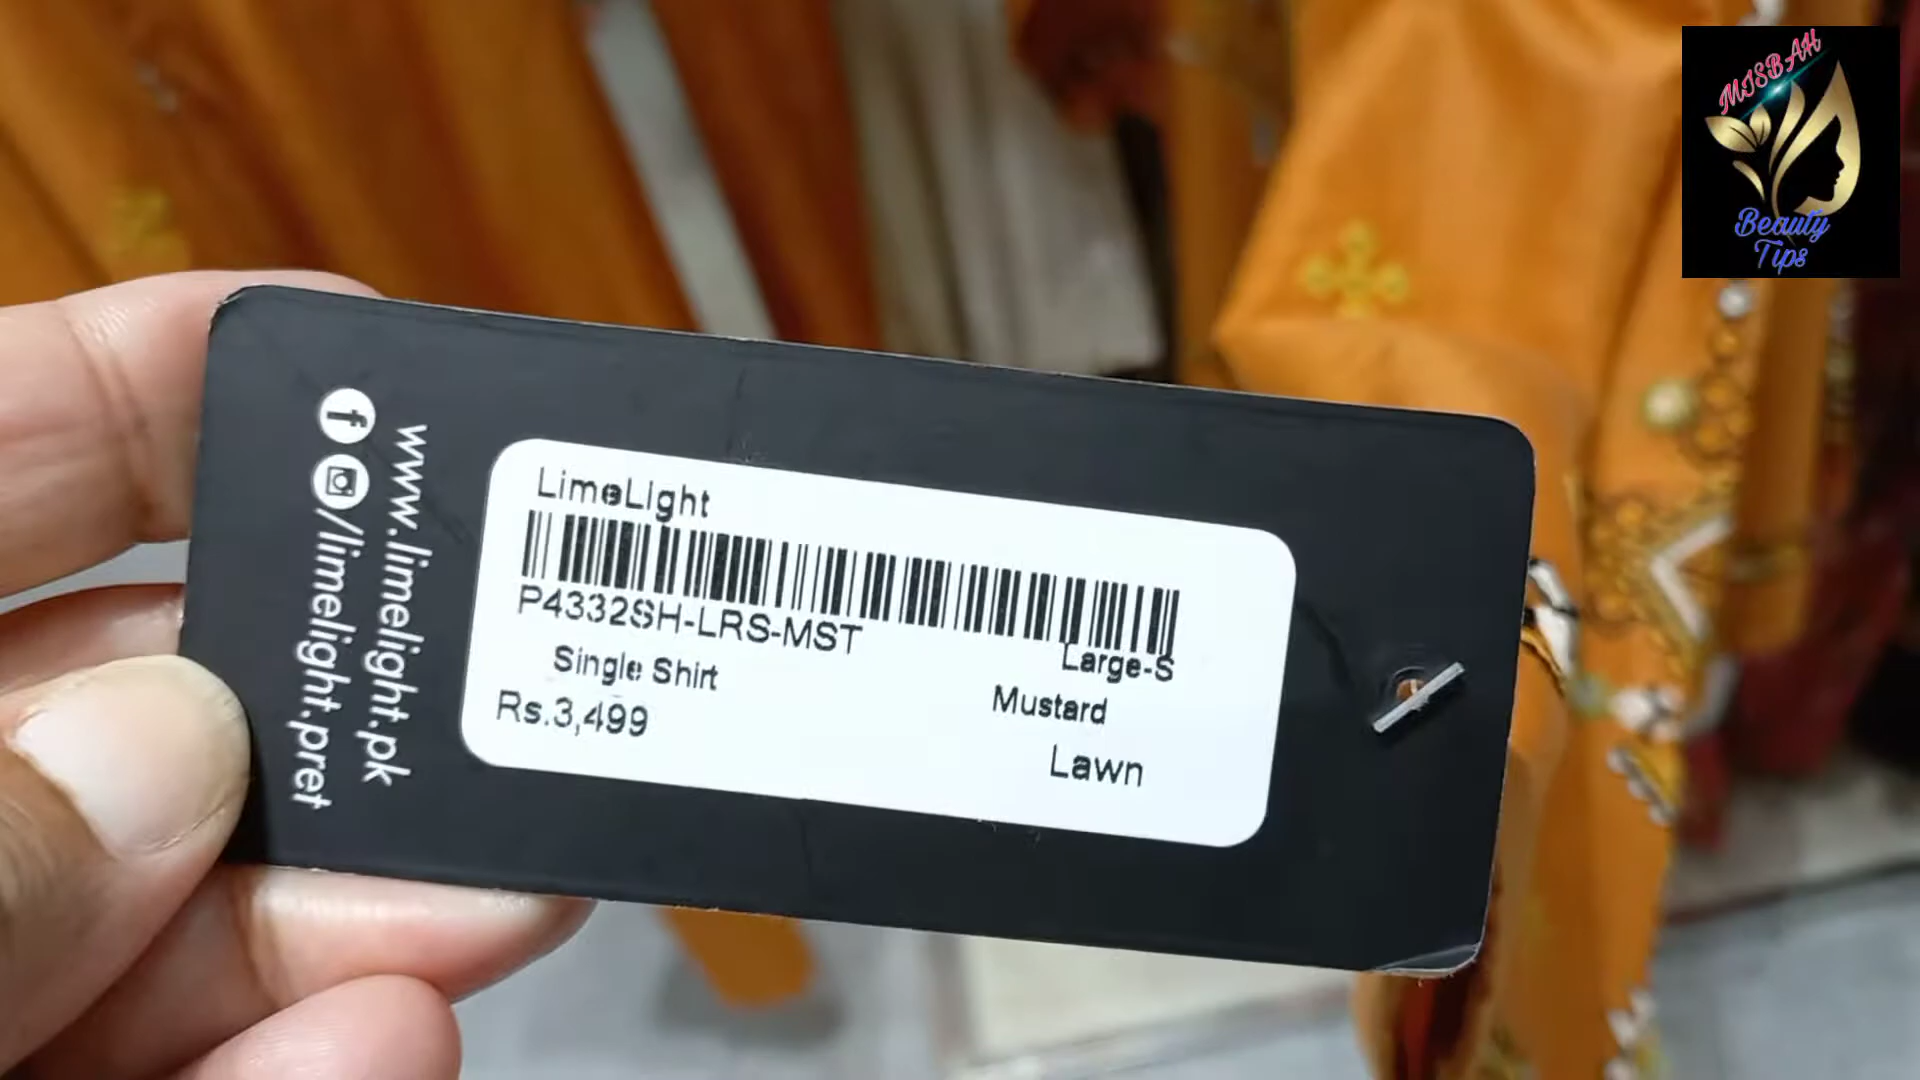 MISBAH
Beauty
Tips
www.limelight.pk
f /limelight.pret
LimeLight
P4332SH-LRS-MST
Large-S
Single Shirt
Mustard
Rs.3,499
Lawn